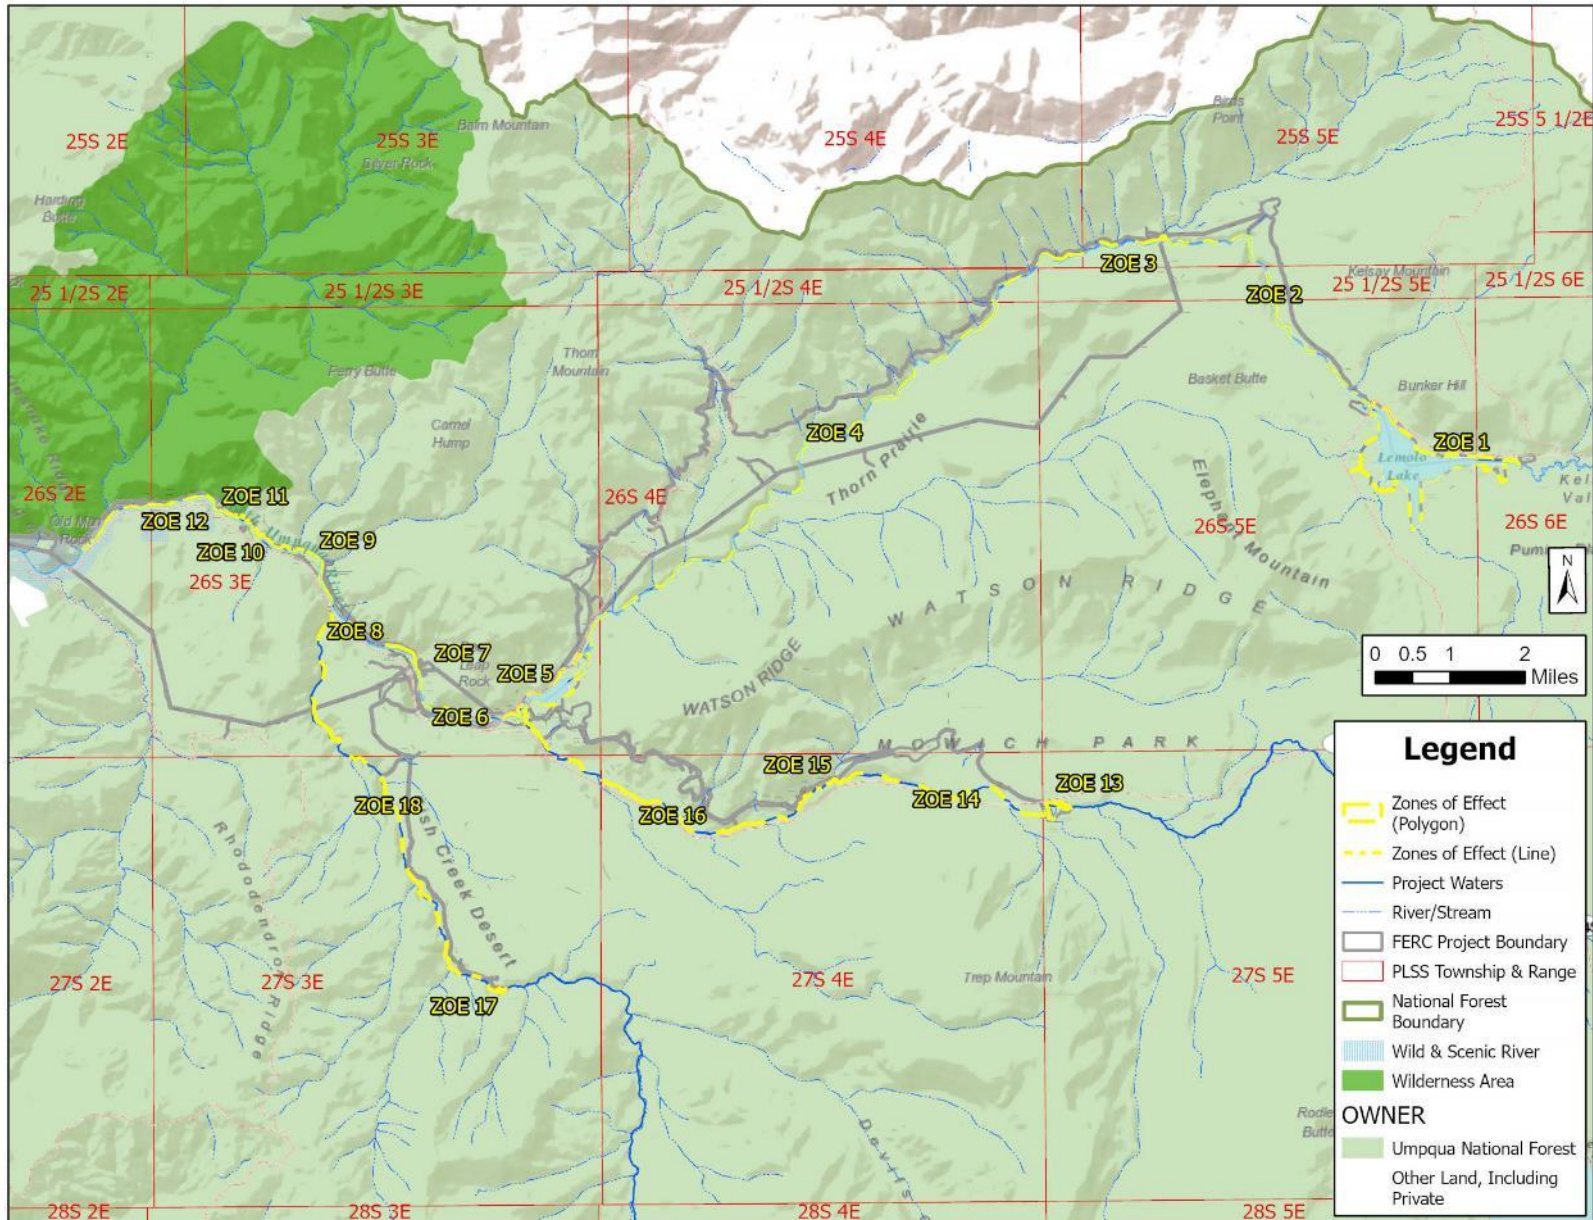 Birds
Point
25S 5 1/2E
Balm Mountain
25S 2E
25S 3E
25S 4E
25S 5E
Harding
Butte
ZOE 3
Kelsay Mountain
25 1/2S 2E
25 1/2S 3E
25 1/2S 4E
ZOE 2
25 1/2S 5E
25 1/2S 6E
Thorn
Mountain
Perry Butte
Basket Butte
Bunker Hill
Camel
Hump
ZOE 4
Thorn Prairie
ZOE 1
Lemolo
Lake
26S 2E
ZOE 11
26S 4E
Elephant Mountain
ZOE 12
26S 5E
26S 6E
Rock
Umpqua
River
ZOE 9
ZOE 10
26S 3E
WATSON RIDGE
ZOE 8
ZOE 7
Rock
ZOE 5
WATSON RIDGE
ZOE 6
MOWICH PARK
ZOE 15
ZOE 13
ZOE 14
ZOE 18
ZOE 16
Creek Desert
Rhododendron Ridge
27S 2E
27S 3E
27S 4E
Trep Mountain
27S 5E
ZOE 17
Butte
28S 2E
28S 3E
28S 4E
28S 5E
N
0 0.5 1 2
Miles
Legend
Zones of Effect
(Polygon)
Zones of Effect (Line)
Project Waters
River/Stream
FERC Project Boundary
PLSS Township & Range
National Forest
Boundary
Wild & Scenic River
Wilderness Area
OWNER
Umpqua National Forest
Other Land, Including
Private